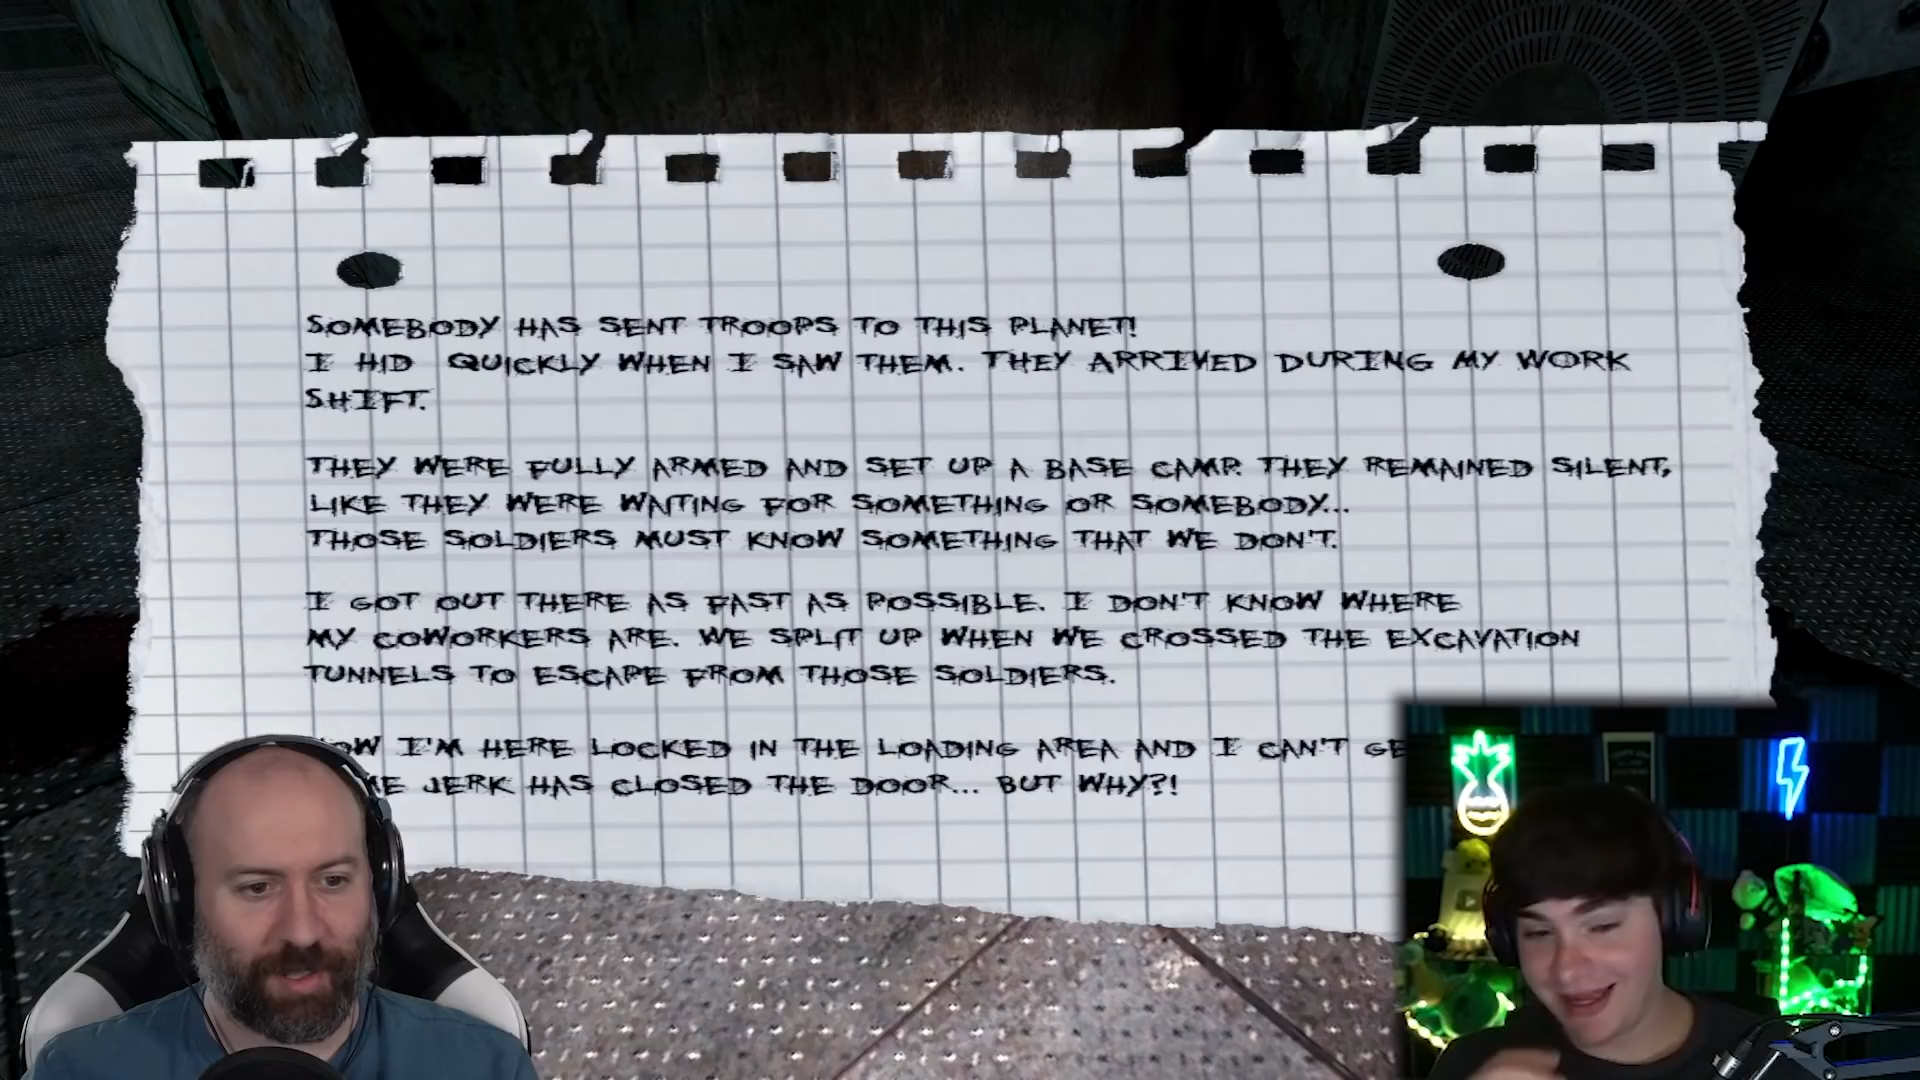 SOMEBODY HAS SENT TROOPS TO THIS PLANET!
I HID QUICKLY WHEN I SAW THEM. THEY ARRIVED DURING MY WORK
SHIFT.
THEY WERE FULLY ARMED AND SET UP A BASE CAMP. THEY REMAINED SILENT,
LIKE THEY WERE WAITING FOR SOMETHING OR SOMEBODY...
THOSE SOLDIERS MUST KNOW SOMETHING THAT WE DON'T.
I GOT OUT THERE AS FAST AS POSSIBLE. I DON'T KNOW WHERE
MY COWORKERS ARE. WE SPLIT UP WHEN WE CROSSED THE EXCAVATION
TUNNELS TO ESCAPE FROM THOSE SOLDIERS.
I'M HERE LOCKED IN THE LOADING AREA AND I CAN'T
JERK HAS CLOSED THE DOOR... BUT WHY?!